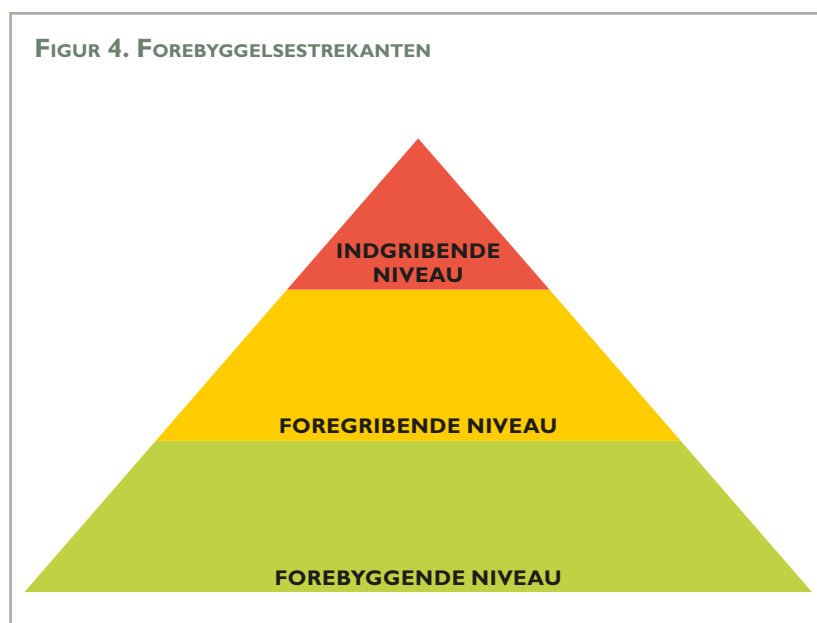 FIGUR 4. FOREBYGGELSESTREKANTEN
INDGRIBENDE
NIVEAU
FOREGRIBENDE NIVEAU
FOREBYGGENDE NIVEAU